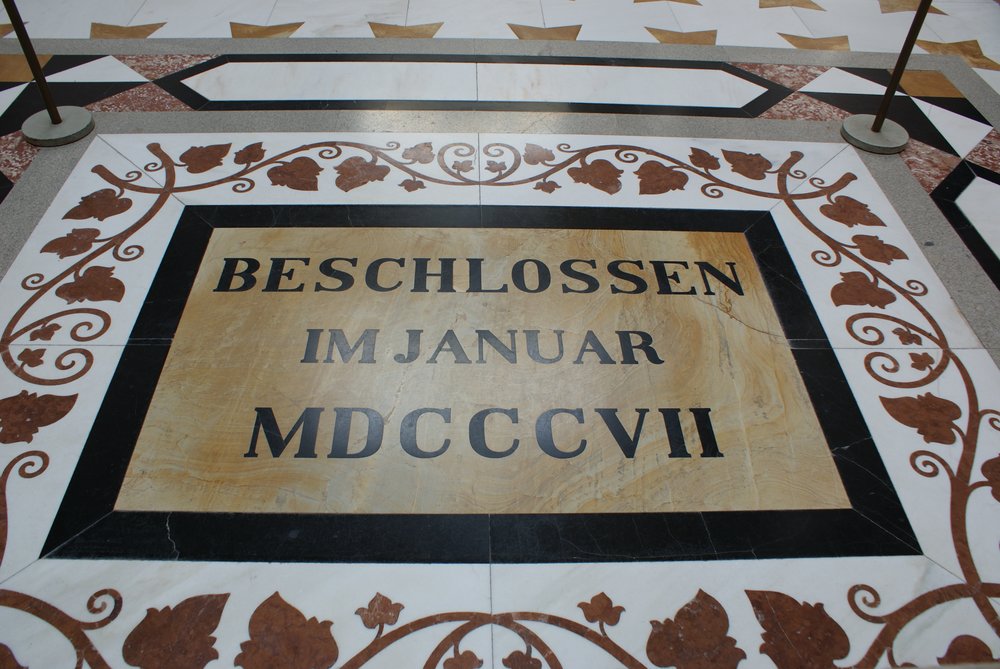 BESCHLOSSEN
IM JANUAR
MDCCCVII